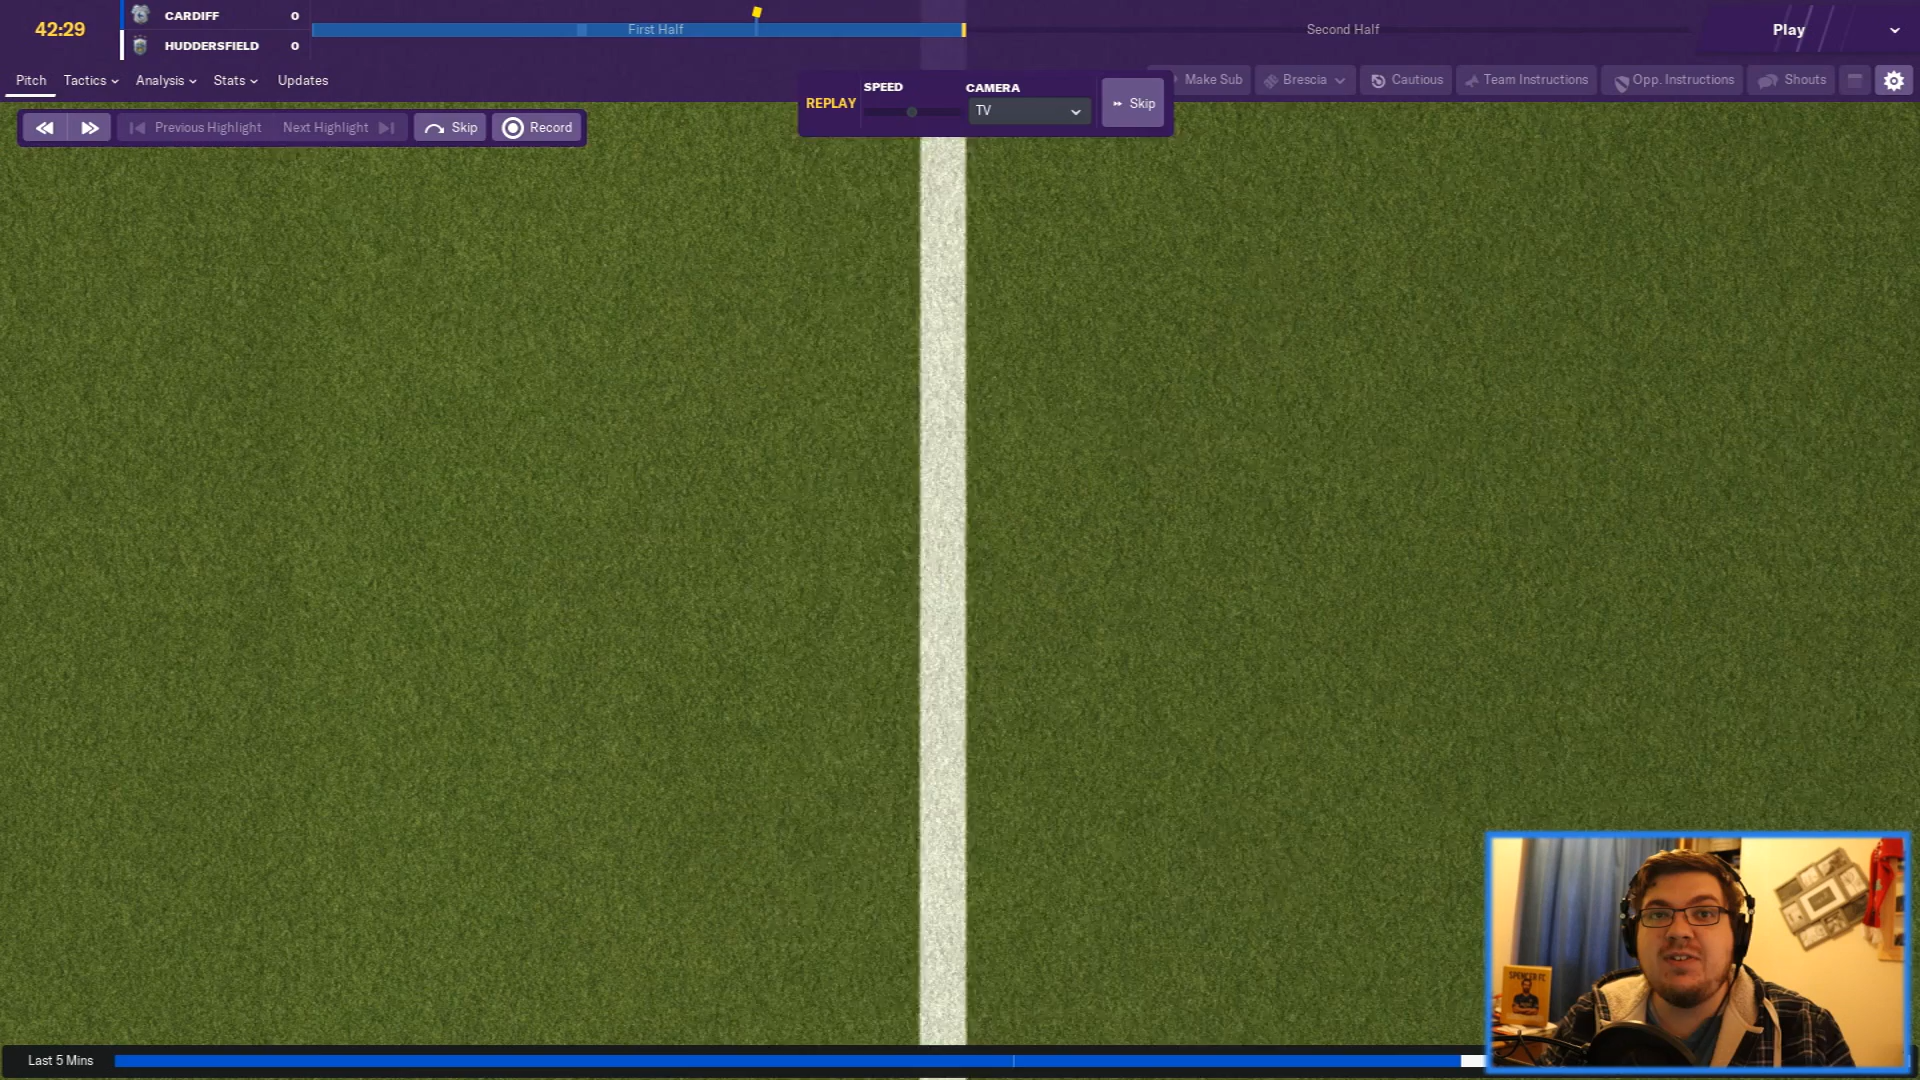 42:29
CARDIFF 0
HUDDERSFIELD 0
First Half
Second Half
Play
Pitch Tactics Analysis Stats Updates
REPLAY
SPEED
CAMERA
TV
Skip
Make Sub Brescia Cautious Team Instructions Opp. Instructions Shouts
Previous Highlight Next Highlight Skip Record
SPENCER FC
Last 5 Mins